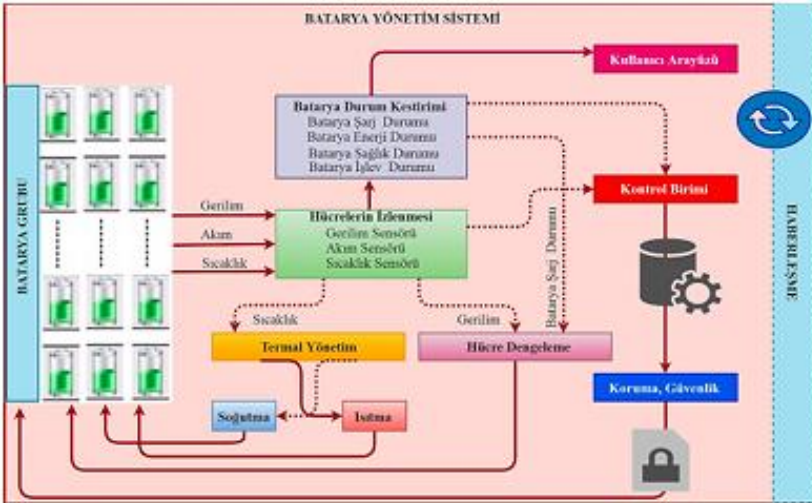 BATARYA YÖNETİM SİSTEMİ
Kullanıcı Arayüzü
Batarya Durum Kestirimi
Batarya Şarj Durumu
Batarya Enerji Durumu
Batarya Sağlık Durumu
Batarya İşlev Durumu
BATARYA GRUBU
Gerilim
Akım
Sıcaklık
Hücrelerin İzlenmesi
Gerilim Sensörü
Akım Sensörü
Sıcaklık Sensörü
Kontrol Birimi
Batarya Şarj Durumu
HABERLEŞME
Sıcaklık
Gerilim
Termal Yönetim
Hücre Dengeleme
Koruma, Güvenlik
Soğutma
Isıtma